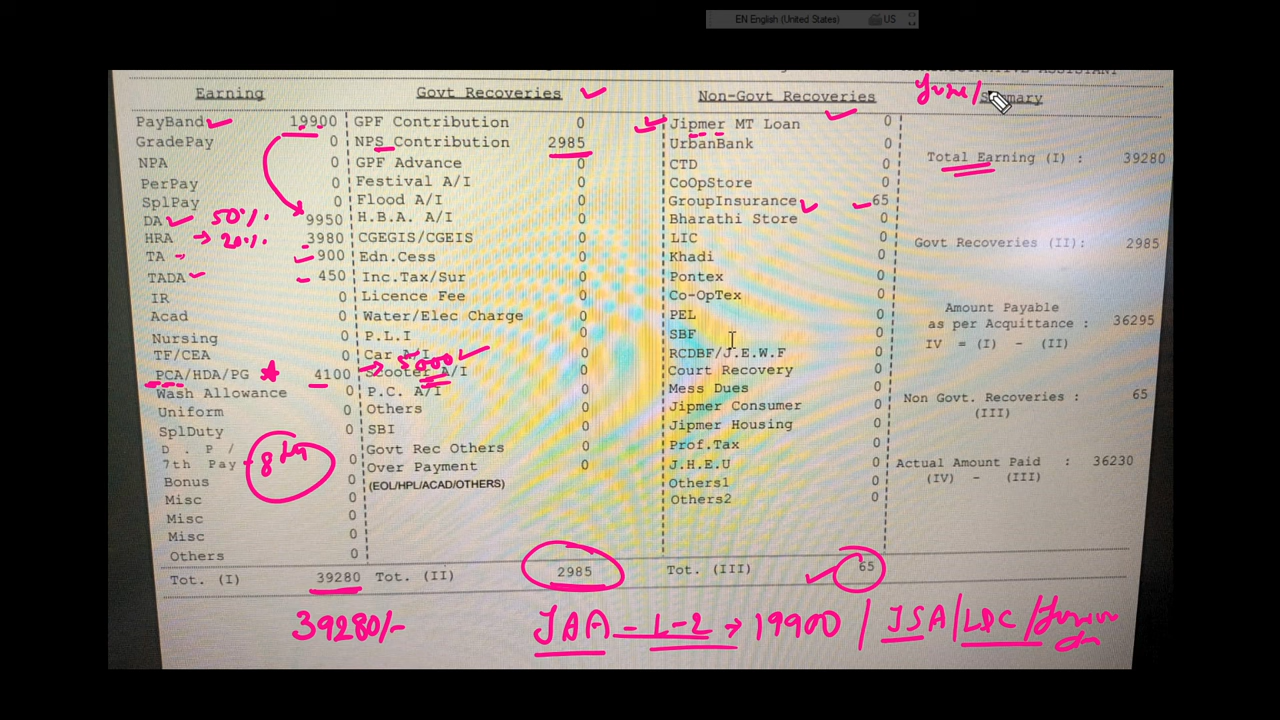 EN English (United States) US
June/
Earning Govt Recoveries Non-Govt Recoveries Summary
PayBand 19900 GPF Contribution 0 Jipmer MT Loan 0
GradePay 0 NPS Contribution 2985 UrbanBank 0
NPA 0 GPF Advance 0 CTD 0 Total Earning (I) : 39280
PerPay 0 Festival A/I 0 CoOpStore 0
SplPay 0 Flood A/I 0 GroupInsurance 65
DA 50% 9950 H.B.A. A/I 0 Bharathi Store 0
HRA → 20% 3980 CGEGIS/CGEIS 0 LIC 0 Govt Recoveries (II): 2985
TA 900 Edn.Cess 0 Khadi 0
TADA 450 Inc.Tax/Sur 0 Pontex 0
IR 0 Licence Fee 0 Co-OpTex 0 Amount Payable
Acad 0 Water/Elec Charge 0 PEL 0 as per Acquittance : 36295
Nursing 0 P.L.I 0 SBF 0 IV = (I) - (II)
TF/CEA 0 Car A/I 0 RCDBF/J.E.W.F 0
PCA/HDA/PG 4100 → 5000 Scooter A/I 0 Court Recovery 0
Wash Allowance 0 P.C. A/I 0 Mess Dues 0 Non Govt. Recoveries : 65
Uniform 0 Others 0 Jipmer Consumer 0 (III)
SplDuty 0 SBI 0 Jipmer Housing 0
D . P / Govt Rec Others 0 Prof.Tax 0
7th Pay 8 0 Over Payment 0 J.H.E.U 0 Actual Amount Paid : 36230
Bonus 0 (EOL/HPL/ACAD/OTHERS) Others1 0 (IV) - (III)
Misc 0 Others2 0
Misc 0
Misc 0
Others 0
Tot. (I) 39280 Tot. (II) 2985 Tot. (III) 65
39280/- JAA - L-2 → 19900 / JSA/LDC/